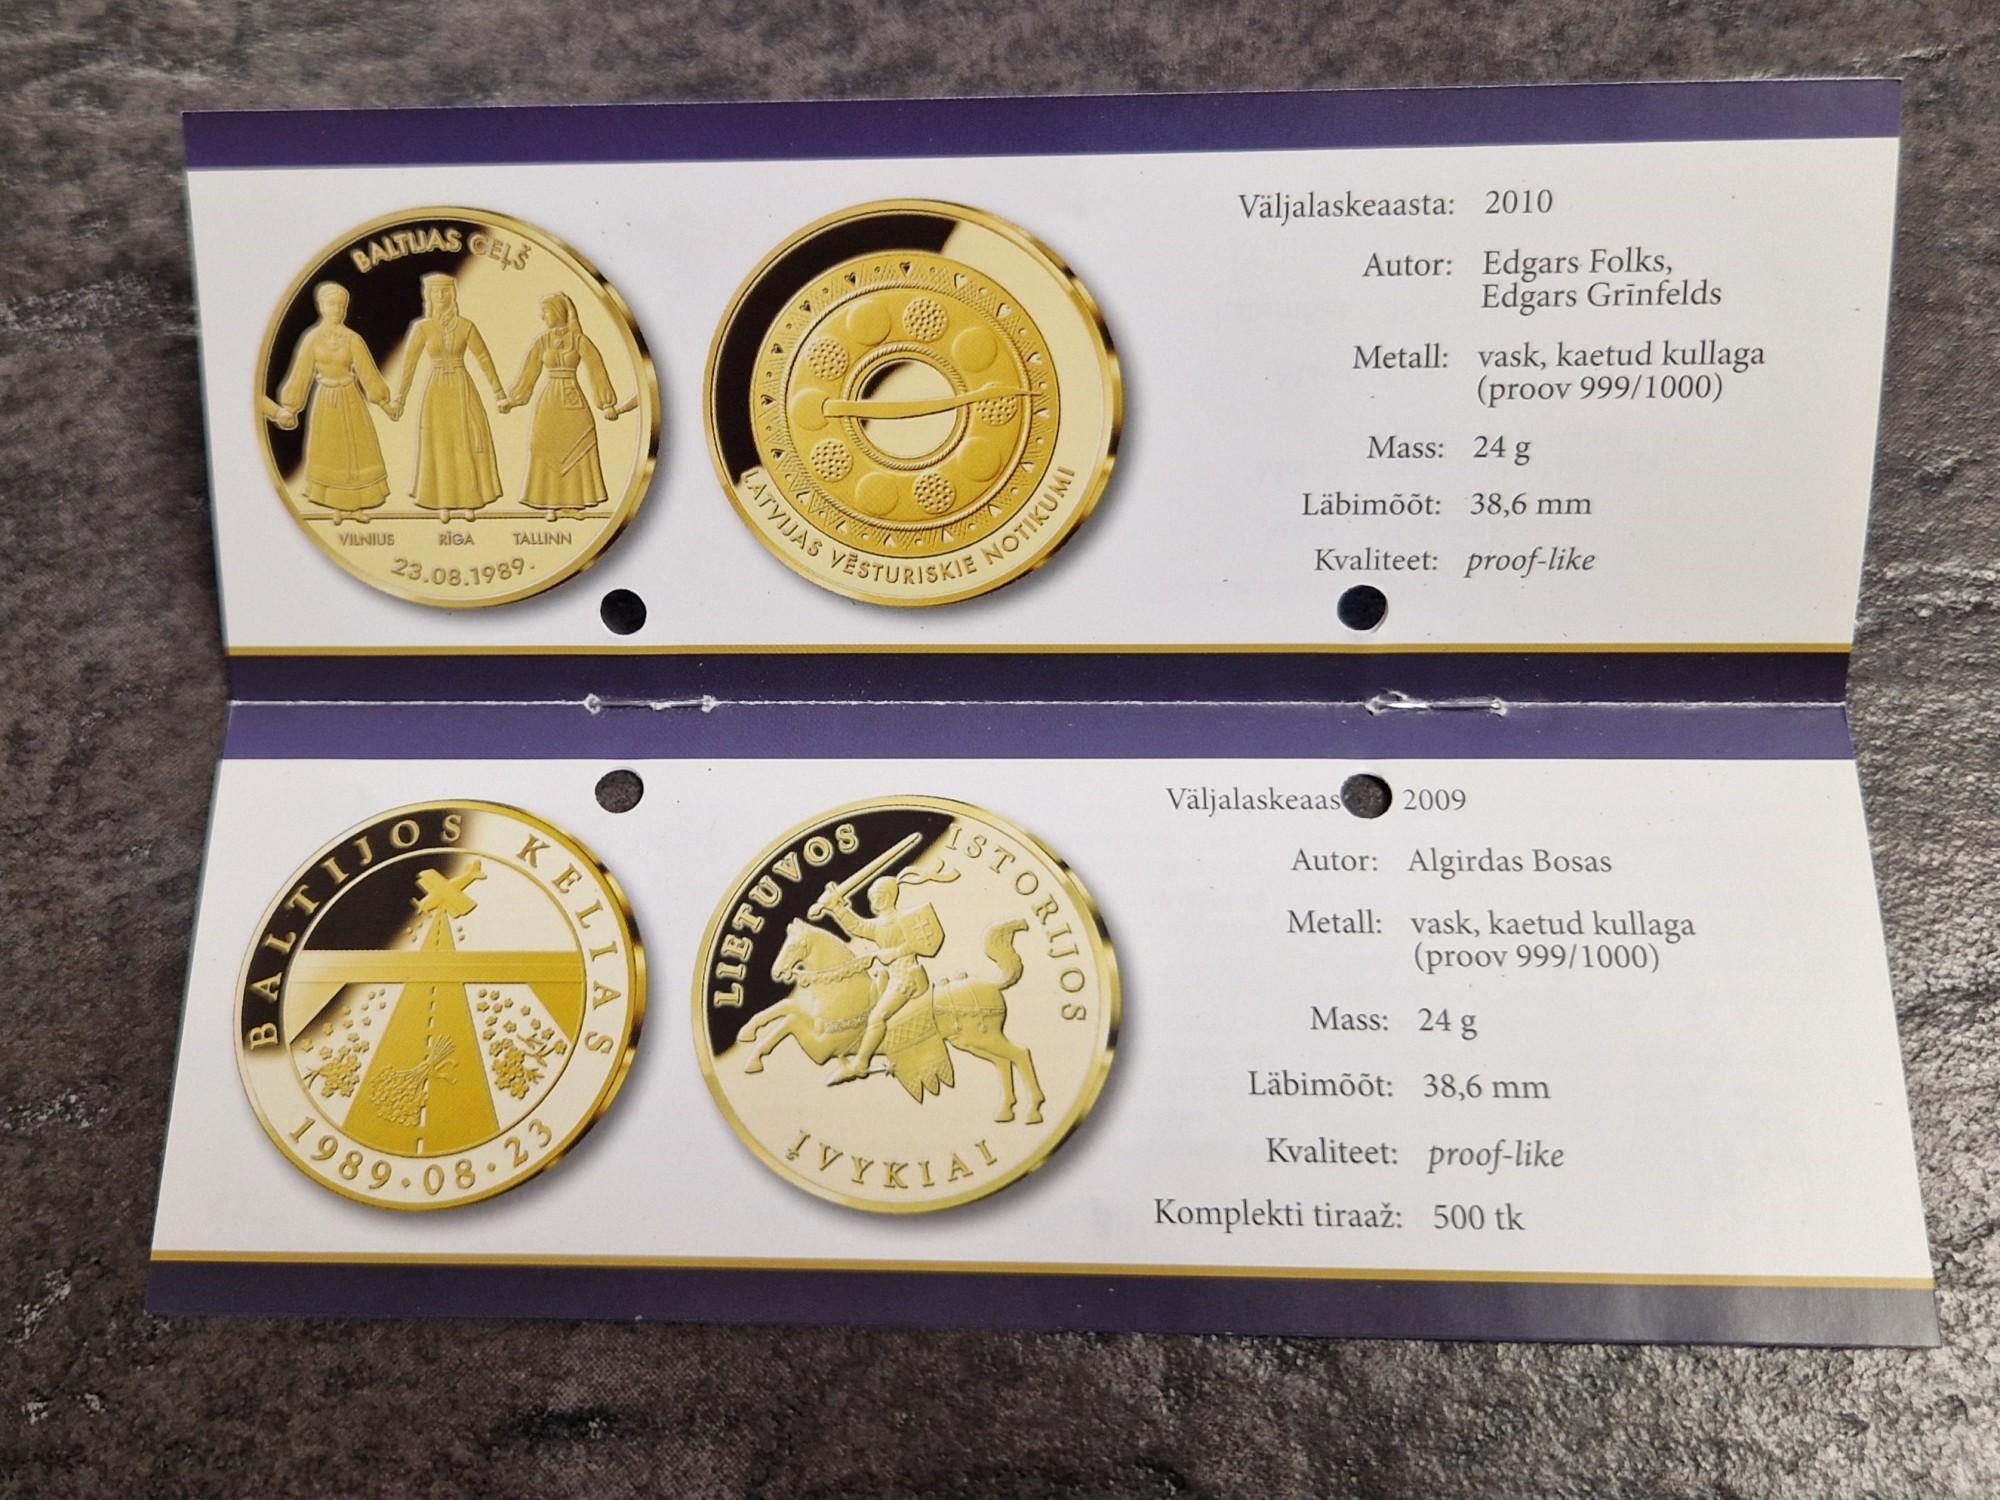 BALTIJAS CEĻŠ
VILNIUS RĪGA TALLINN
23.08.1989.
LATVIJAS VĒSTURISKIE NOTIKUMI
Väljalaskeaasta: 2010
Autor: Edgars Folks,
Edgars Grīnfelds
Metall: vask, kaetud kullaga
(proov 999/1000)
Mass: 24 g
Läbimõõt: 38,6 mm
Kvaliteet: proof-like
BALTIJOS KELIAS
1989·08·23
LIETUVOS ISTORIJOS
ĮVYKIAI
Väljalaskeaas 2009
Autor: Algirdas Bosas
Metall: vask, kaetud kullaga
(proov 999/1000)
Mass: 24 g
Läbimõõt: 38,6 mm
Kvaliteet: proof-like
Komplekti tiraaž: 500 tk